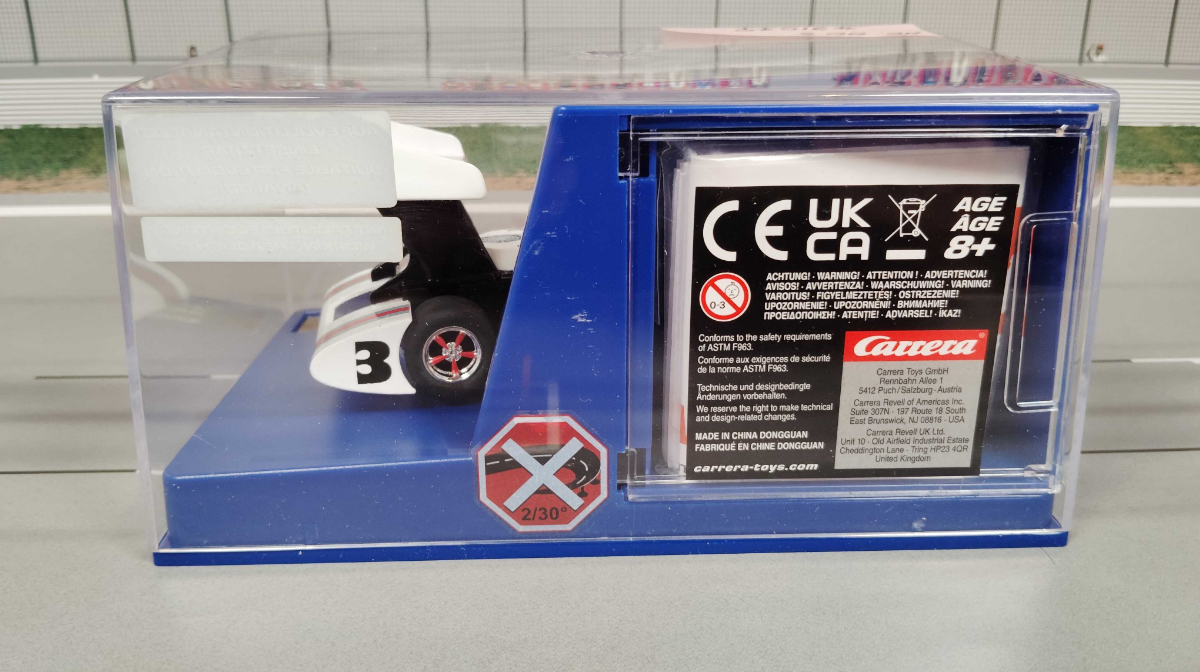 3
2/30°
CE
UK
CA
AGE
ÂGE
8+
0-3
ACHTUNG! · WARNING! · ATTENTION ! · ADVERTENCIA!
AVISOS! · AVVERTENZA! · WAARSCHUWING! · VARNING!
VAROITUS! · FIGYELMEZTETÉS! · OSTRZEŻENIE!
UPOZORNENIE! · UPOZORNĚNÍ! · ВНИМАНИЕ!
ΠΡΟΕΙΔΟΠΟΙΗΣΗ! · ATENȚIE! · ADVARSEL! · İKAZ!
Conforms to the safety requirements
of ASTM F963.
Conforme aux exigences de sécurité
de la norme ASTM F963.
Technische und designbedingte
Änderungen vorbehalten.
We reserve the right to make technical
and design-related changes.
MADE IN CHINA DONGGUAN
FABRIQUÉ EN CHINE DONGGUAN
carrera-toys.com
Carrera
Carrera Toys GmbH
Rennbahn Allee 1
5412 Puch/Salzburg · Austria
Carrera Revell of Americas Inc.
Suite 307N · 197 Route 18 South
East Brunswick, NJ 08816 · USA
Carrera Revell UK Ltd.
Unit 10 · Old Airfield Industrial Estate
Cheddington Lane · Tring HP23 4QR
United Kingdom